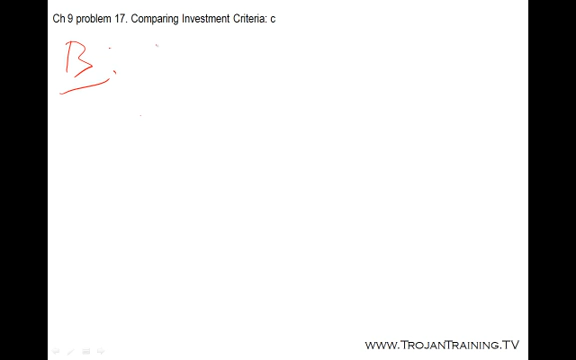 Ch 9 problem 17. Comparing Investment Criteria: c
B:
www.TrojanTraining.TV